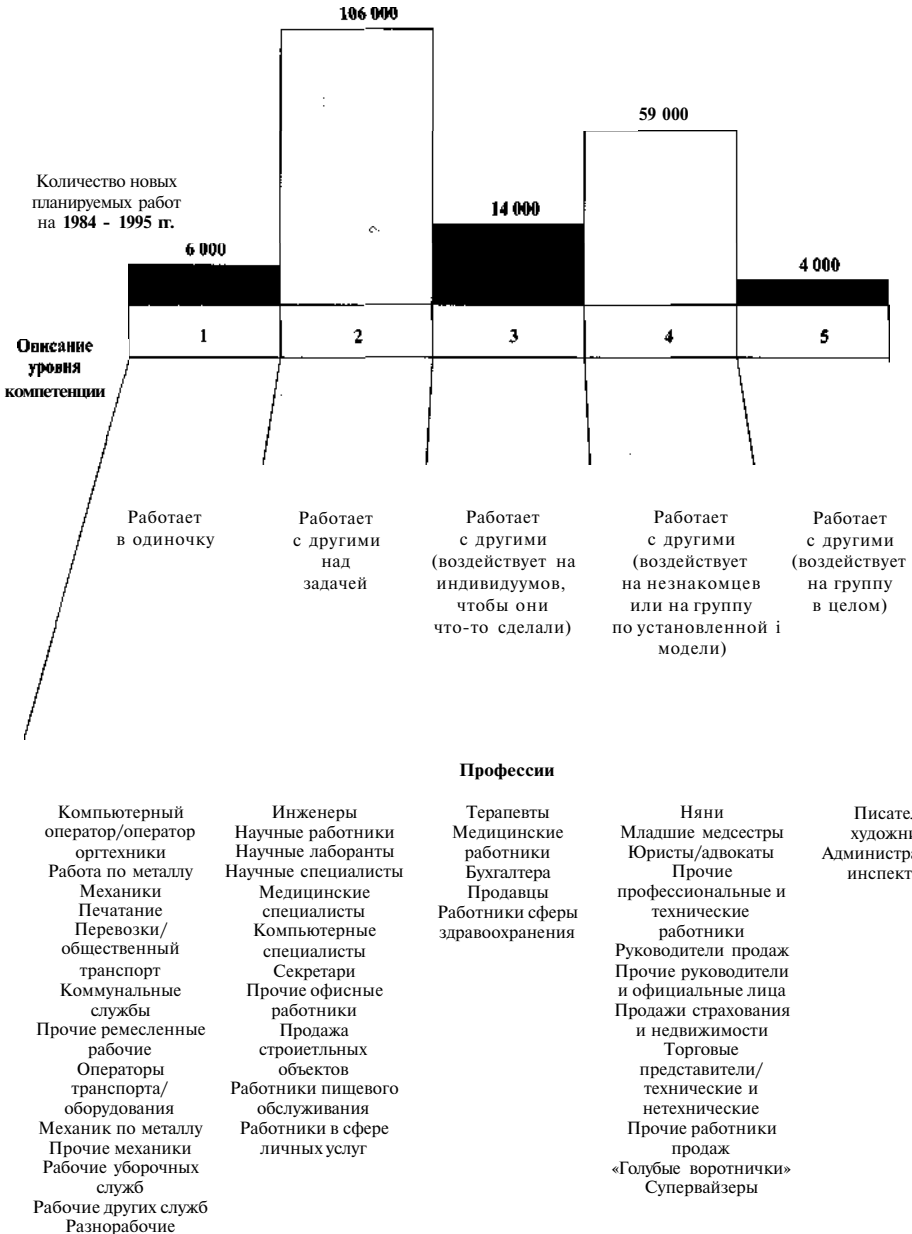 106 000
59 000
Количество новых
планируемых работ
на 1984 - 1995 гг.
14 000
6 000
4 000
Описание
уровня
компетенции
1
2
3
4
5
Работает
в одиночку
Работает
с другими
над
задачей
Работает
с другими
(воздействует на
индивидуумов,
чтобы они
что-то сделали)
Работает
с другими
(воздействует
на незнакомцев
или на группу
по установленной i
модели)
Работает
с другими
(воздействует
на группу
в целом)
Профессии
Компьютерный
оператор/оператор
оргтехники
Работа по металлу
Механики
Печатание
Перевозки/
общественный
транспорт
Коммунальные
службы
Прочие ремесленные
рабочие
Операторы
транспорта/
оборудования
Механик по металлу
Прочие механики
Рабочие уборочных
служб
Рабочие других служб
Разнорабочие
Инженеры
Научные работники
Научные лаборанты
Научные специалисты
Медицинские
специалисты
Компьютерные
специалисты
Секретари
Прочие офисные
работники
Продажа
строиетльных
объектов
Работники пищевого
обслуживания
Работники в сфере
личных услуг
Терапевты
Медицинские
работники
Бухгалтера
Продавцы
Работники сферы
здравоохранения
Няни
Младшие медсестры
Юристы/адвокаты
Прочие
профессиональные и
технические
работники
Руководители продаж
Прочие руководители
и официальные лица
Продажи страхования
и недвижимости
Торговые
представители/
технические и
нетехнические
Прочие работники
продаж
«Голубые воротнички»
Супервайзеры
Писател
художни
Администра
инспект